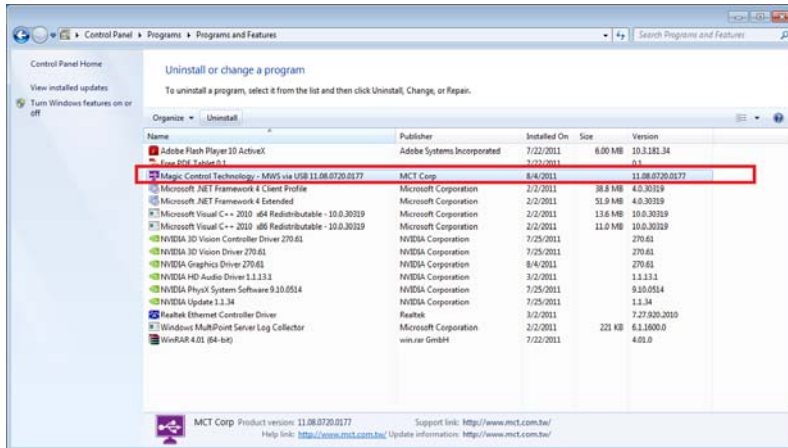 Control Panel ▸ Programs ▸ Programs and Features
Search Programs and Features
Control Panel Home
View installed updates
Turn Windows features on or off
Uninstall or change a program
To uninstall a program, select it from the list and then click Uninstall, Change, or Repair.
Organize Uninstall
Name Publisher Installed On Size Version
Adobe Flash Player 10 ActiveX Adobe Systems Incorporated 7/22/2011 6.00 MB 10.3.181.34
Free PDF Tablet 0.1 7/22/2011 0.1
Magic Control Technology - MWS via USB 11.08.0720.0177 MCT Corp 8/4/2011 11.08.0720.0177
Microsoft .NET Framework 4 Client Profile Microsoft Corporation 2/2/2011 38.8 MB 4.0.30319
Microsoft .NET Framework 4 Extended Microsoft Corporation 2/2/2011 51.9 MB 4.0.30319
Microsoft Visual C++ 2010 x64 Redistributable - 10.0.30319 Microsoft Corporation 2/2/2011 13.6 MB 10.0.30319
Microsoft Visual C++ 2010 x86 Redistributable - 10.0.30319 Microsoft Corporation 2/2/2011 11.0 MB 10.0.30319
NVIDIA 3D Vision Controller Driver 270.61 NVIDIA Corporation 7/25/2011 270.61
NVIDIA 3D Vision Driver 270.61 NVIDIA Corporation 7/25/2011 270.61
NVIDIA Graphics Driver 270.61 NVIDIA Corporation 8/4/2011 270.61
NVIDIA HD Audio Driver 1.1.13.1 NVIDIA Corporation 3/2/2011 1.1.13.1
NVIDIA PhysX System Software 9.10.0514 NVIDIA Corporation 7/25/2011 9.10.0514
NVIDIA Update 1.1.34 NVIDIA Corporation 7/25/2011 1.1.34
Realtek Ethernet Controller Driver Realtek 3/2/2011 7.27.920.2010
Windows MultiPoint Server Log Collector Microsoft Corporation 2/2/2011 221 KB 6.1.1600.0
WinRAR 4.01 (64-bit) win.rar GmbH 7/22/2011 4.01.0
MCT Corp Product version: 11.08.0720.0177 Support link: http://www.mct.com.tw/
Help link: http://www.mct.com.tw/ Update information: http://www.mct.com.tw/